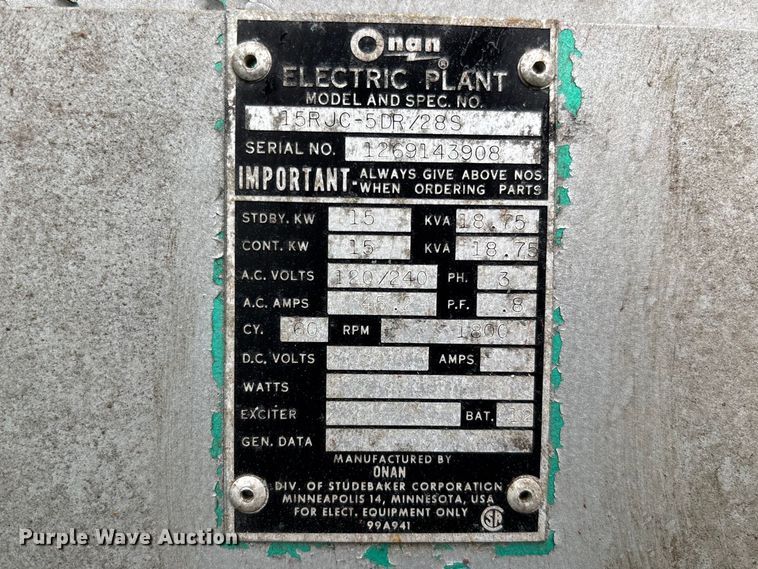 Onan
®
ELECTRIC PLANT
MODEL AND SPEC. NO.
15RJC-5DR/28S
SERIAL NO. 1269143908
IMPORTANT- ALWAYS GIVE ABOVE NOS.
WHEN ORDERING PARTS
STDBY. KW 15 KVA 18.75
CONT. KW 15 KVA 18.75
A.C. VOLTS 120/240 PH. 3
A.C. AMPS P.F. .8
CY. 60 RPM 1800
D.C. VOLTS AMPS
WATTS
EXCITER BAT. 12
GEN. DATA
MANUFACTURED BY
ONAN
DIV. OF STUDEBAKER CORPORATION
MINNEAPOLIS 14, MINNESOTA, USA
FOR ELECT. EQUIPMENT ONLY
99A941
Purple Wave Auction